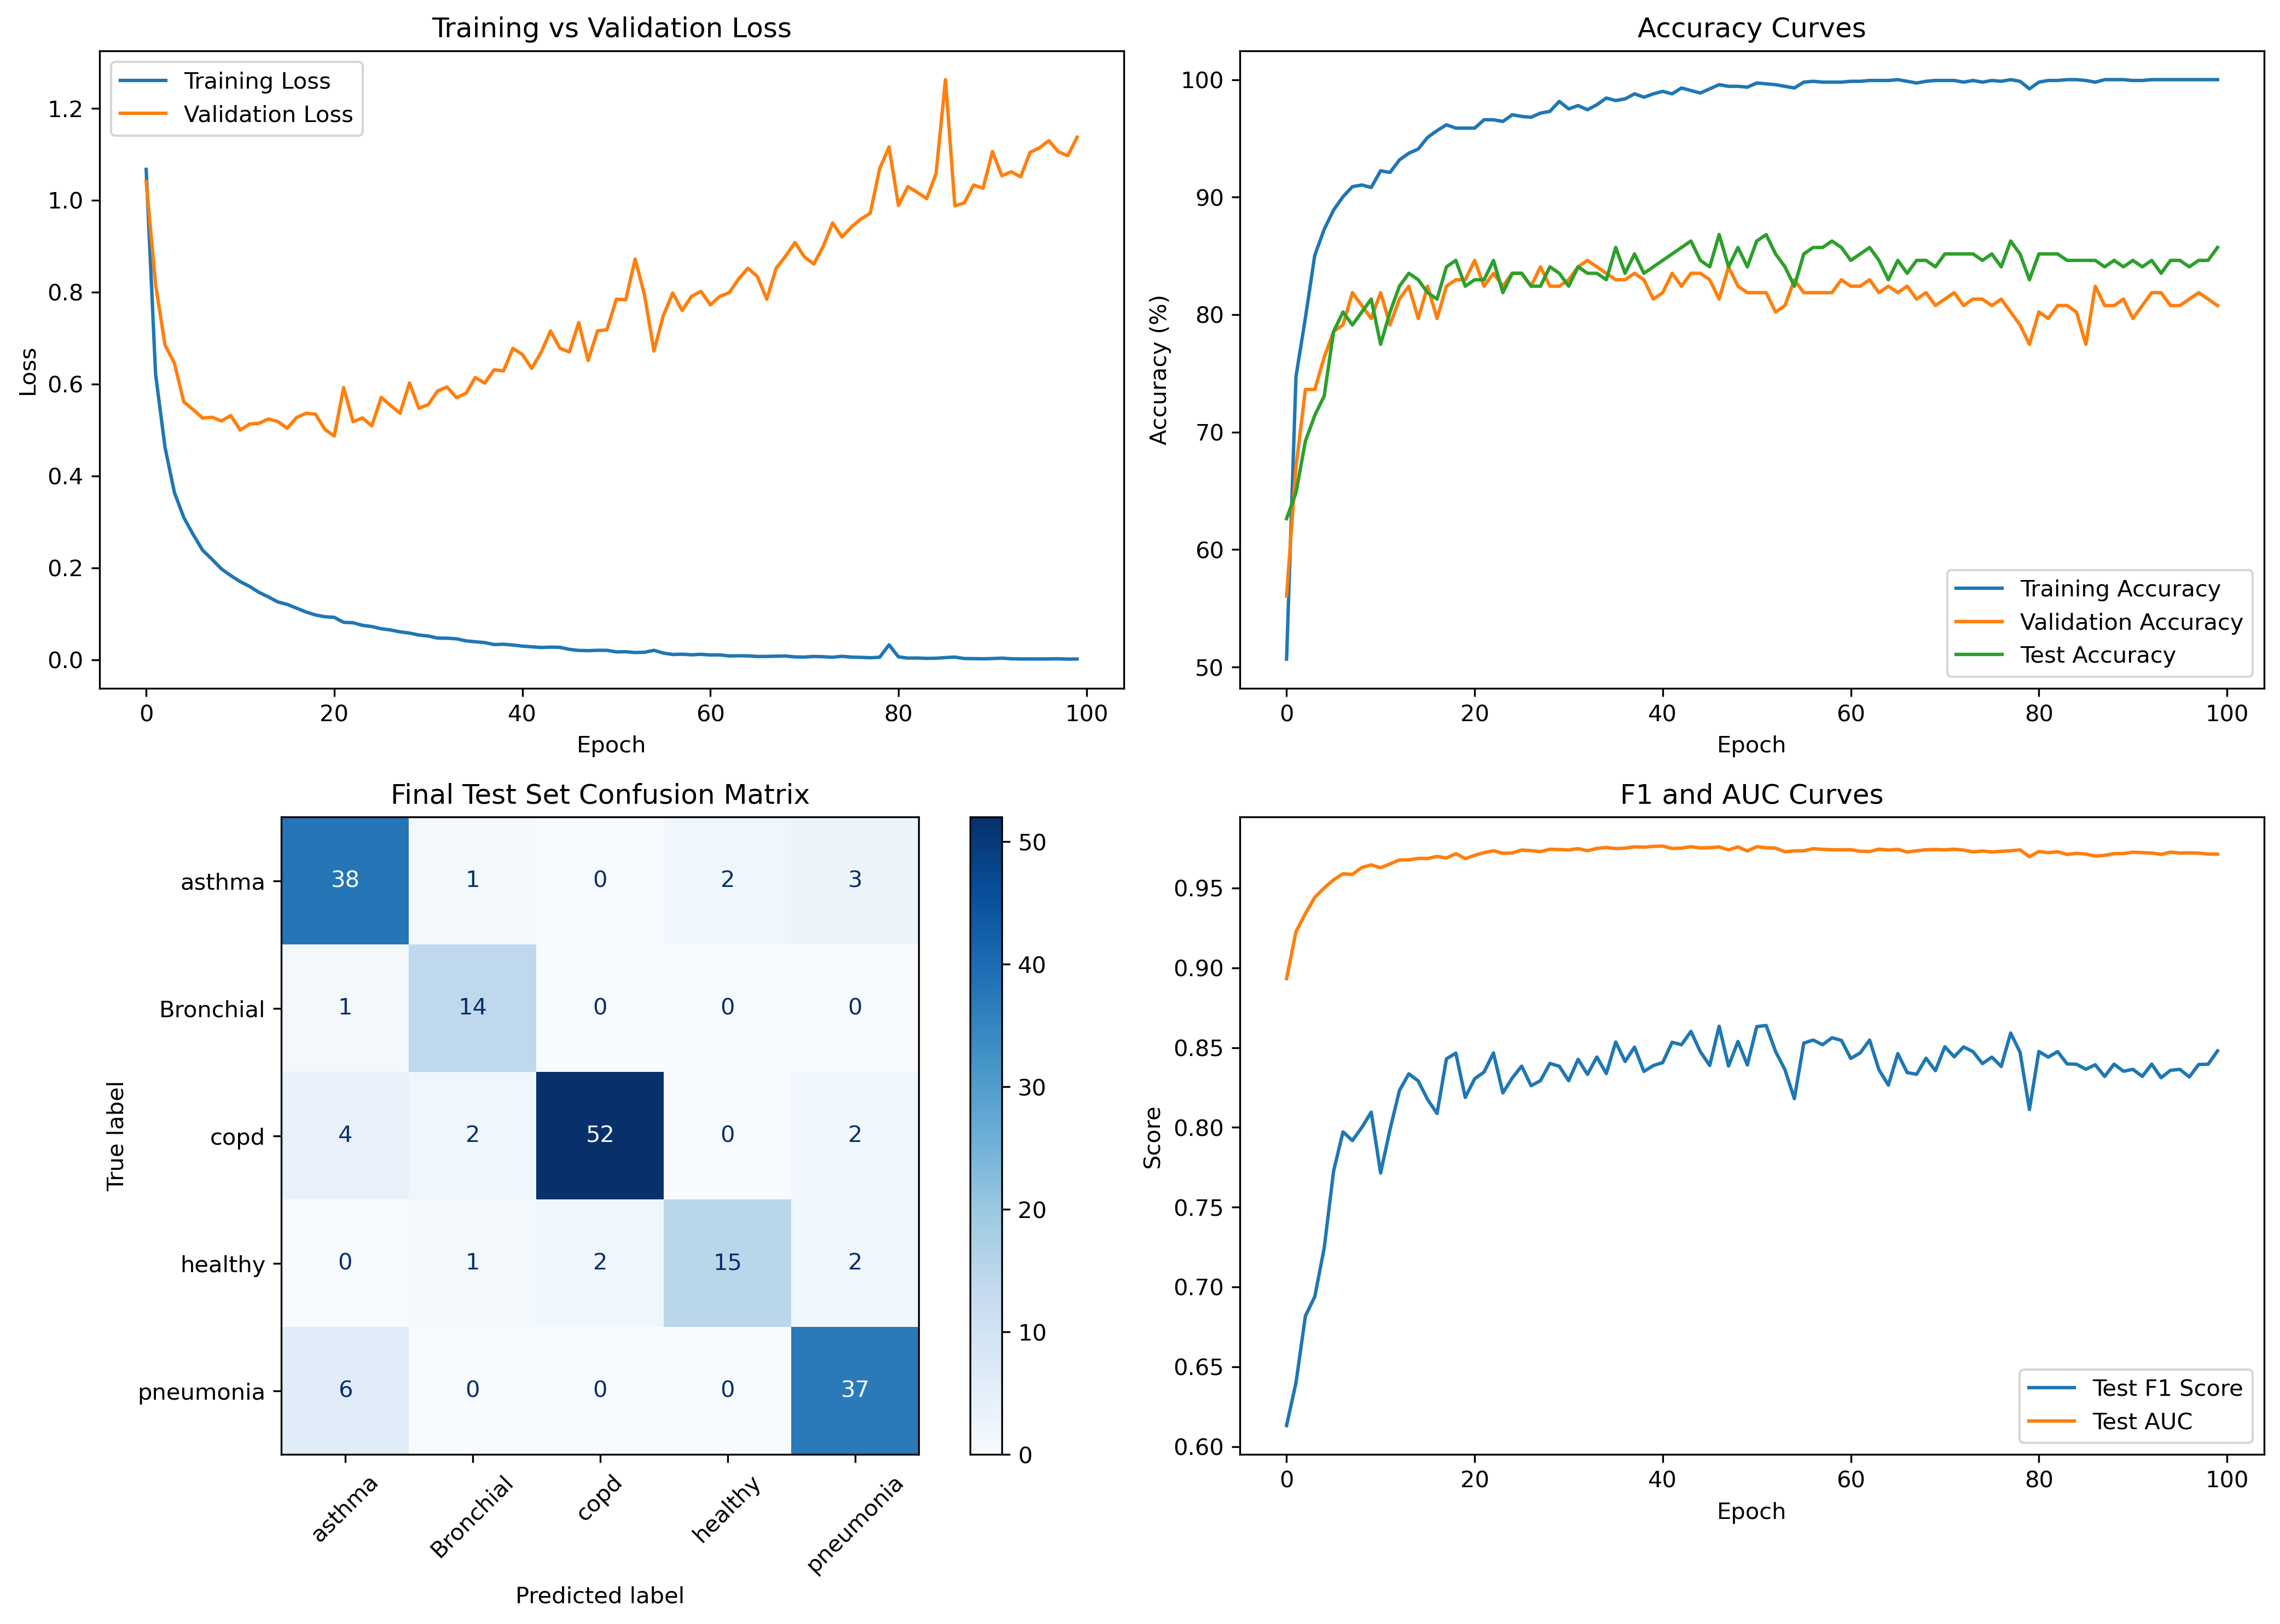 Training vs Validation Loss
Training Loss
Validation Loss
Loss
1.2
1.0
0.8
0.6
0.4
0.2
0.0
0 20 40 60 80 100
Epoch
Accuracy Curves
Accuracy (%)
100
90
80
70
60
50
Training Accuracy
Validation Accuracy
Test Accuracy
0 20 40 60 80 100
Epoch
Final Test Set Confusion Matrix
True label
asthma 38 1 0 2 3
Bronchial 1 14 0 0 0
copd 4 2 52 0 2
healthy 0 1 2 15 2
pneumonia 6 0 0 0 37
asthma Bronchial copd healthy pneumonia
Predicted label
50
40
30
20
10
0
F1 and AUC Curves
Score
0.95
0.90
0.85
0.80
0.75
0.70
0.65
0.60
Test F1 Score
Test AUC
0 20 40 60 80 100
Epoch